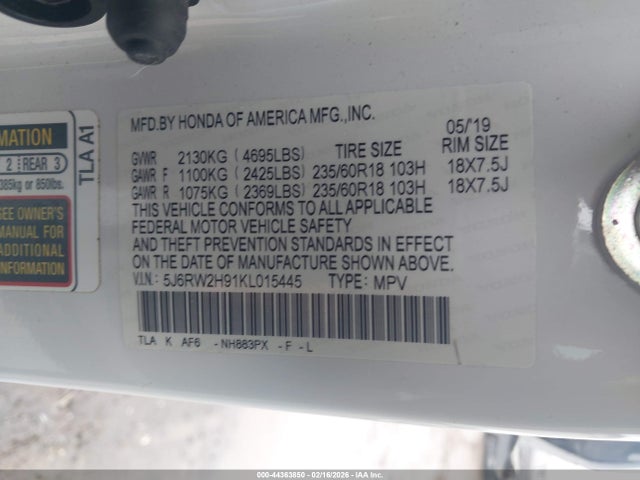 MFD.BY HONDA OF AMERICA MFG.,INC.
05/'19
GVWR 2130KG (4695LBS) TIRE SIZE RIM SIZE
GAWR F 1100KG (2425LBS) 235/60R18 103H 18X7.5J
GAWR R 1075KG (2369LBS) 235/60R18 103H 18X7.5J
THIS VEHICLE CONFORMS TO ALL APPLICABLE
FEDERAL MOTOR VEHICLE SAFETY
AND THEFT PREVENTION STANDARDS IN EFFECT
ON THE DATE OF MANUFACTURE SHOWN ABOVE.
V.I.N.: 5J6RW2H91KL015445 TYPE: MPV
TLA K AF6 -NH883PX -F -L
MATION
2 REAR 3
385kg or 850lbs.
SEE OWNER'S
MANUAL FOR
ADDITIONAL
INFORMATION
TLA A1
000-44363850 - 02/16/2026 - IAA Inc.